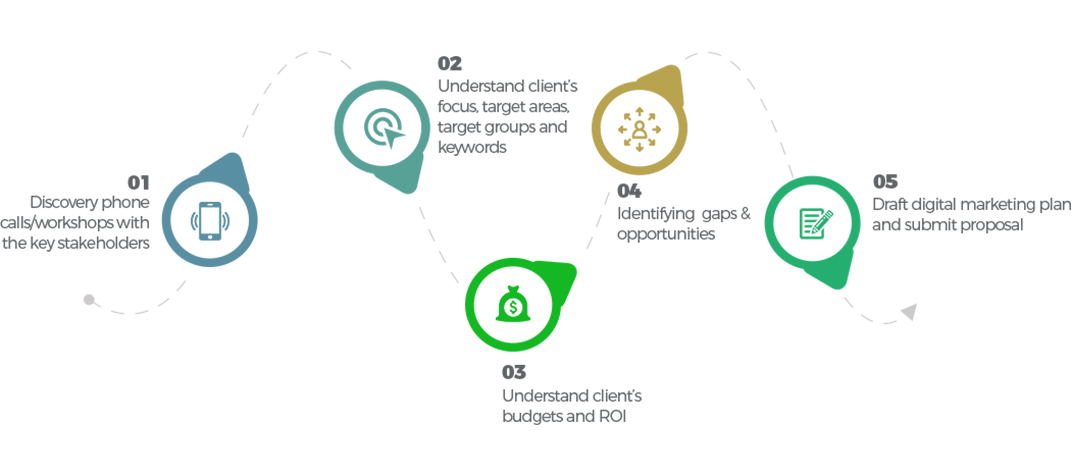 01
Discovery phone
calls/workshops with
the key stakeholders
02
Understand client's
focus, target areas,
target groups and
keywords
$
03
Understand client's
budgets and ROI
04
Identifying gaps &
opportunities
05
Draft digital marketing plan
and submit proposal